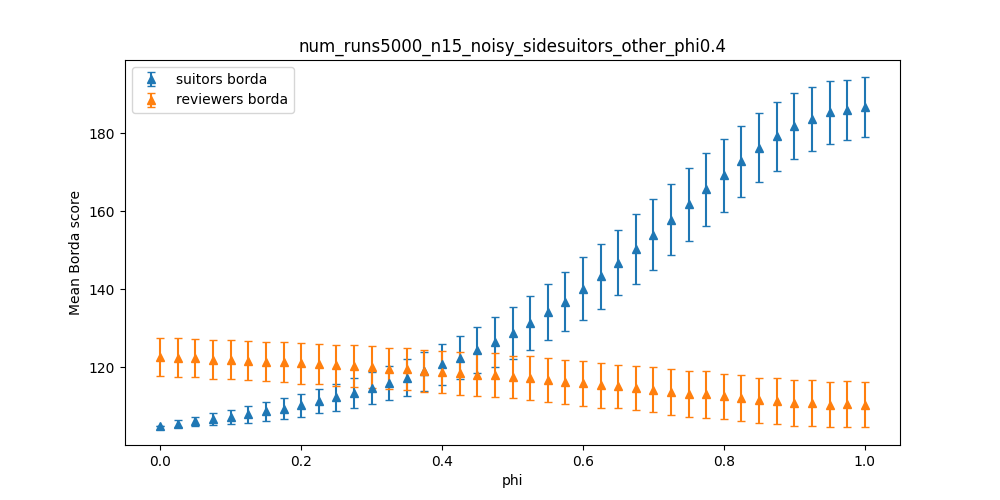 num_runs5000_n15_noisy_sidesuitors_other_phi0.4
suitors borda
reviewers borda
Mean Borda score
180
160
140
120
0.0 0.2 0.4 0.6 0.8 1.0
phi